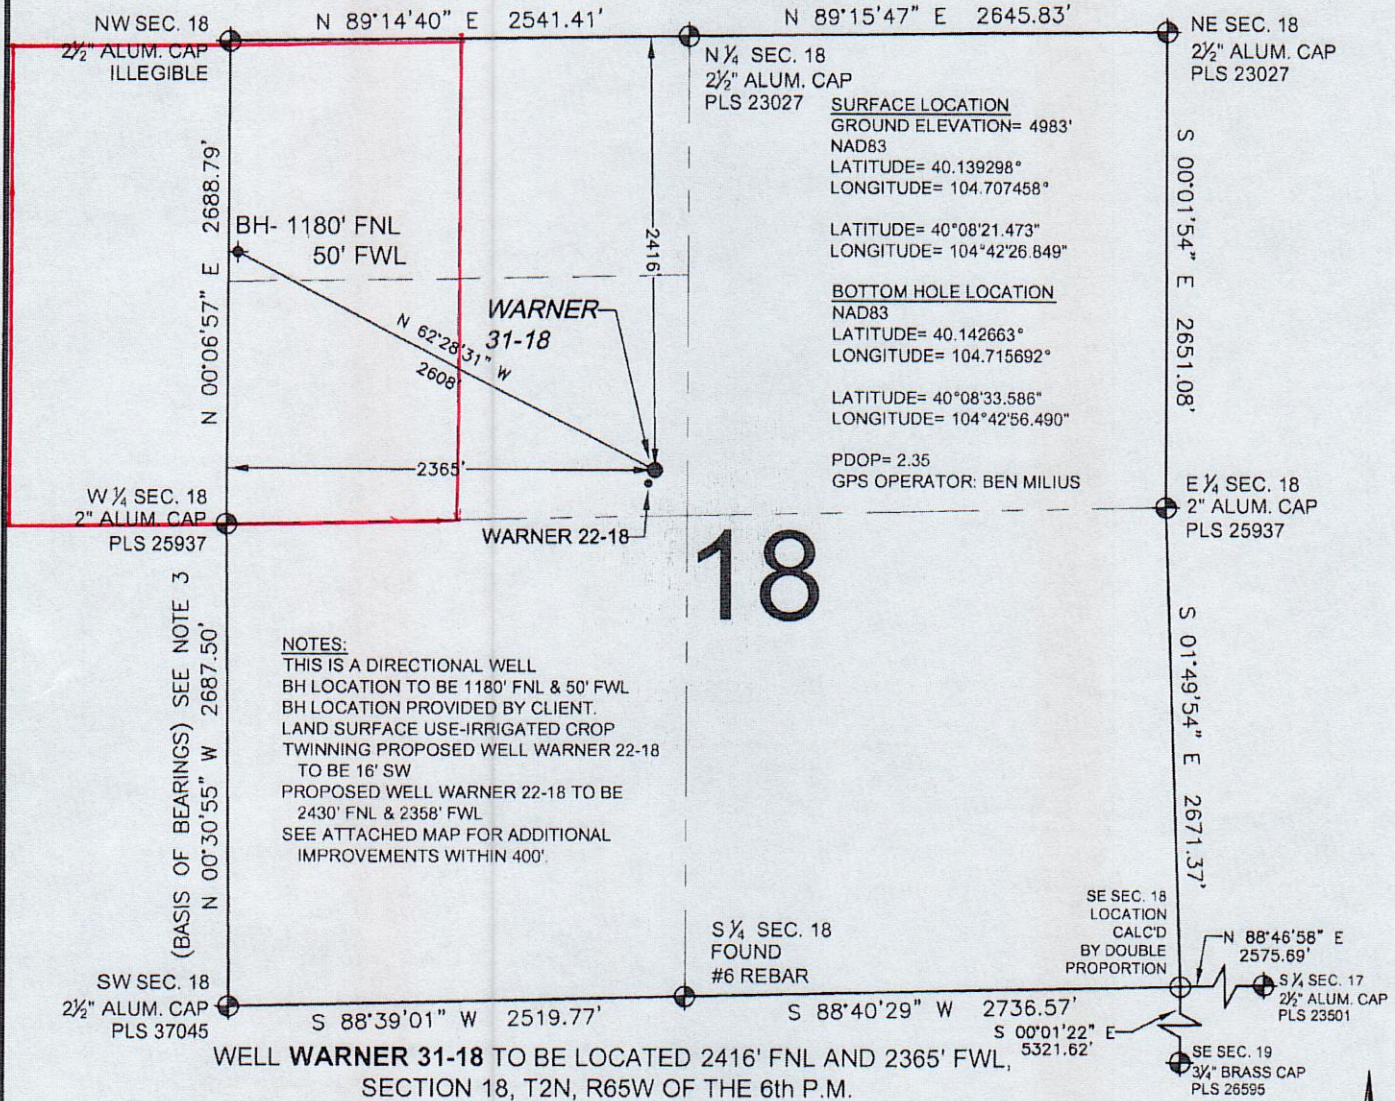 N 89°14'40" E 2541.41'
N 89°15'47" E 2645.83'
NW SEC. 18
2½" ALUM. CAP
ILLEGIBLE
N ¼ SEC. 18
2½" ALUM. CAP
PLS 23027
NE SEC. 18
2½" ALUM. CAP
PLS 23027
SURFACE LOCATION
GROUND ELEVATION= 4983'
NAD83
LATITUDE= 40.139298°
LONGITUDE= 104.707458°
LATITUDE= 40°08'21.473"
LONGITUDE= 104°42'26.849"
BOTTOM HOLE LOCATION
NAD83
LATITUDE= 40.142663°
LONGITUDE= 104.715692°
LATITUDE= 40°08'33.586"
LONGITUDE= 104°42'56.490"
PDOP= 2.35
GPS OPERATOR: BEN MILIUS
N 00°06'57" E 2688.79'
BH- 1180' FNL
50' FWL
2416'
S 00°01'54" E 2651.08'
WARNER
31-18
N 62°28'31" W
2608'
2365'
W ¼ SEC. 18
2" ALUM. CAP
PLS 25937
WARNER 22-18
E ¼ SEC. 18
2" ALUM. CAP
PLS 25937
18
(BASIS OF BEARINGS) SEE NOTE 3
N 00°30'55" W 2687.50'
NOTES:
THIS IS A DIRECTIONAL WELL
BH LOCATION TO BE 1180' FNL & 50' FWL
BH LOCATION PROVIDED BY CLIENT.
LAND SURFACE USE-IRRIGATED CROP
TWINNING PROPOSED WELL WARNER 22-18
TO BE 16' SW
PROPOSED WELL WARNER 22-18 TO BE
2430' FNL & 2358' FWL
SEE ATTACHED MAP FOR ADDITIONAL
IMPROVEMENTS WITHIN 400'.
S 01°49'54" E 2671.37'
SE SEC. 18
LOCATION
CALC'D
BY DOUBLE
PROPORTION
N 88°46'58" E
2575.69'
S ¼ SEC. 17
2½" ALUM. CAP
PLS 23501
S ¼ SEC. 18
FOUND
#6 REBAR
SW SEC. 18
2½" ALUM. CAP
PLS 37045
S 88°39'01" W 2519.77'
S 88°40'29" W 2736.57'
S 00°01'22" E
5321.62'
SE SEC. 19
3¼" BRASS CAP
PLS 26595
WELL WARNER 31-18 TO BE LOCATED 2416' FNL AND 2365' FWL,
SECTION 18, T2N, R65W OF THE 6th P.M.